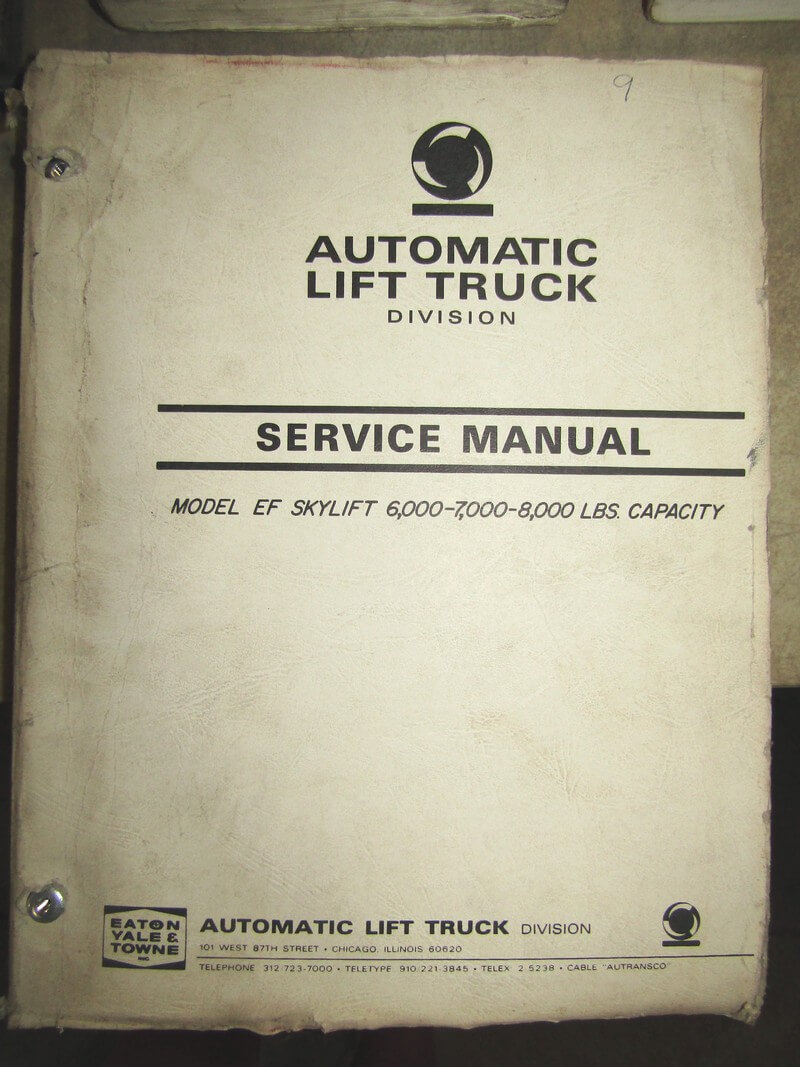 9
AUTOMATIC
LIFT TRUCK
DIVISION
SERVICE MANUAL
MODEL EF SKYLIFT 6,000-7,000-8,000 LBS. CAPACITY
EATON
YALE &
TOWNE
INC.
AUTOMATIC LIFT TRUCK DIVISION
101 WEST 87TH STREET • CHICAGO, ILLINOIS 60620
TELEPHONE 312 723-7000 • TELETYPE 910 221-3845 • TELEX 2 5238 • CABLE "AUTRANSCO"